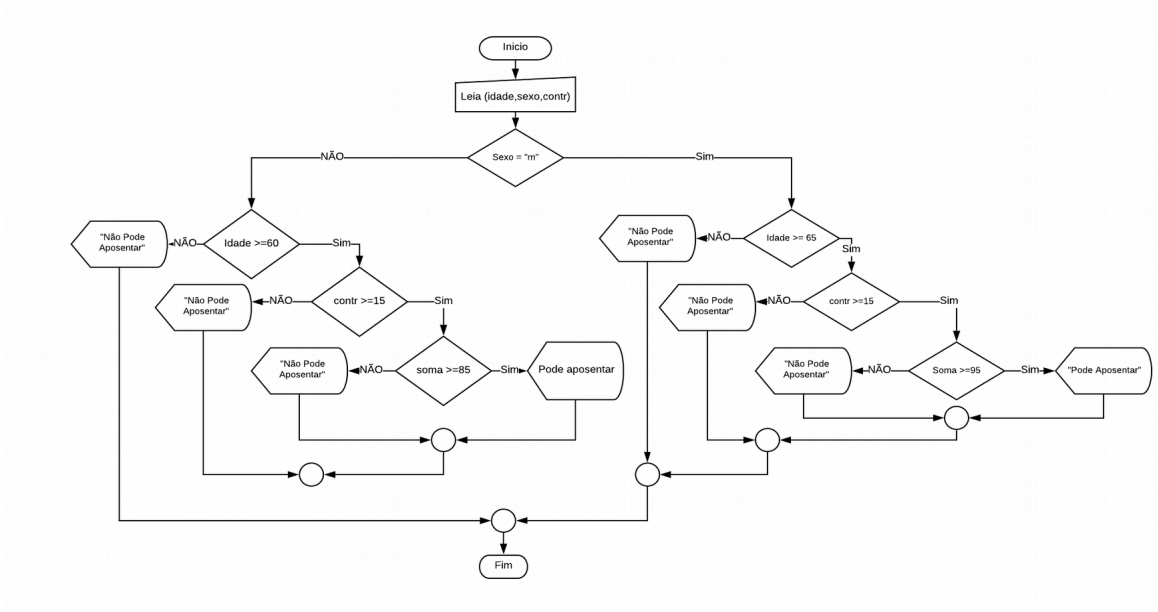 Inicio
Leia (idade,sexo,contr)
Sexo = "m"
NÃO
Sim
"Não Pode
Aposentar"
NÃO
Idade >=60
Sim
"Não Pode
Aposentar"
NÃO
Idade >= 65
Sim
"Não Pode
Aposentar"
NÃO
contr >=15
Sim
"Não Pode
Aposentar"
NÃO
contr >=15
Sim
"Não Pode
Aposentar"
NÃO
soma >=85
Sim
Pode aposentar
"Não Pode
Aposentar"
NÃO
Soma >=95
Sim
"Pode Aposentar"
Fim